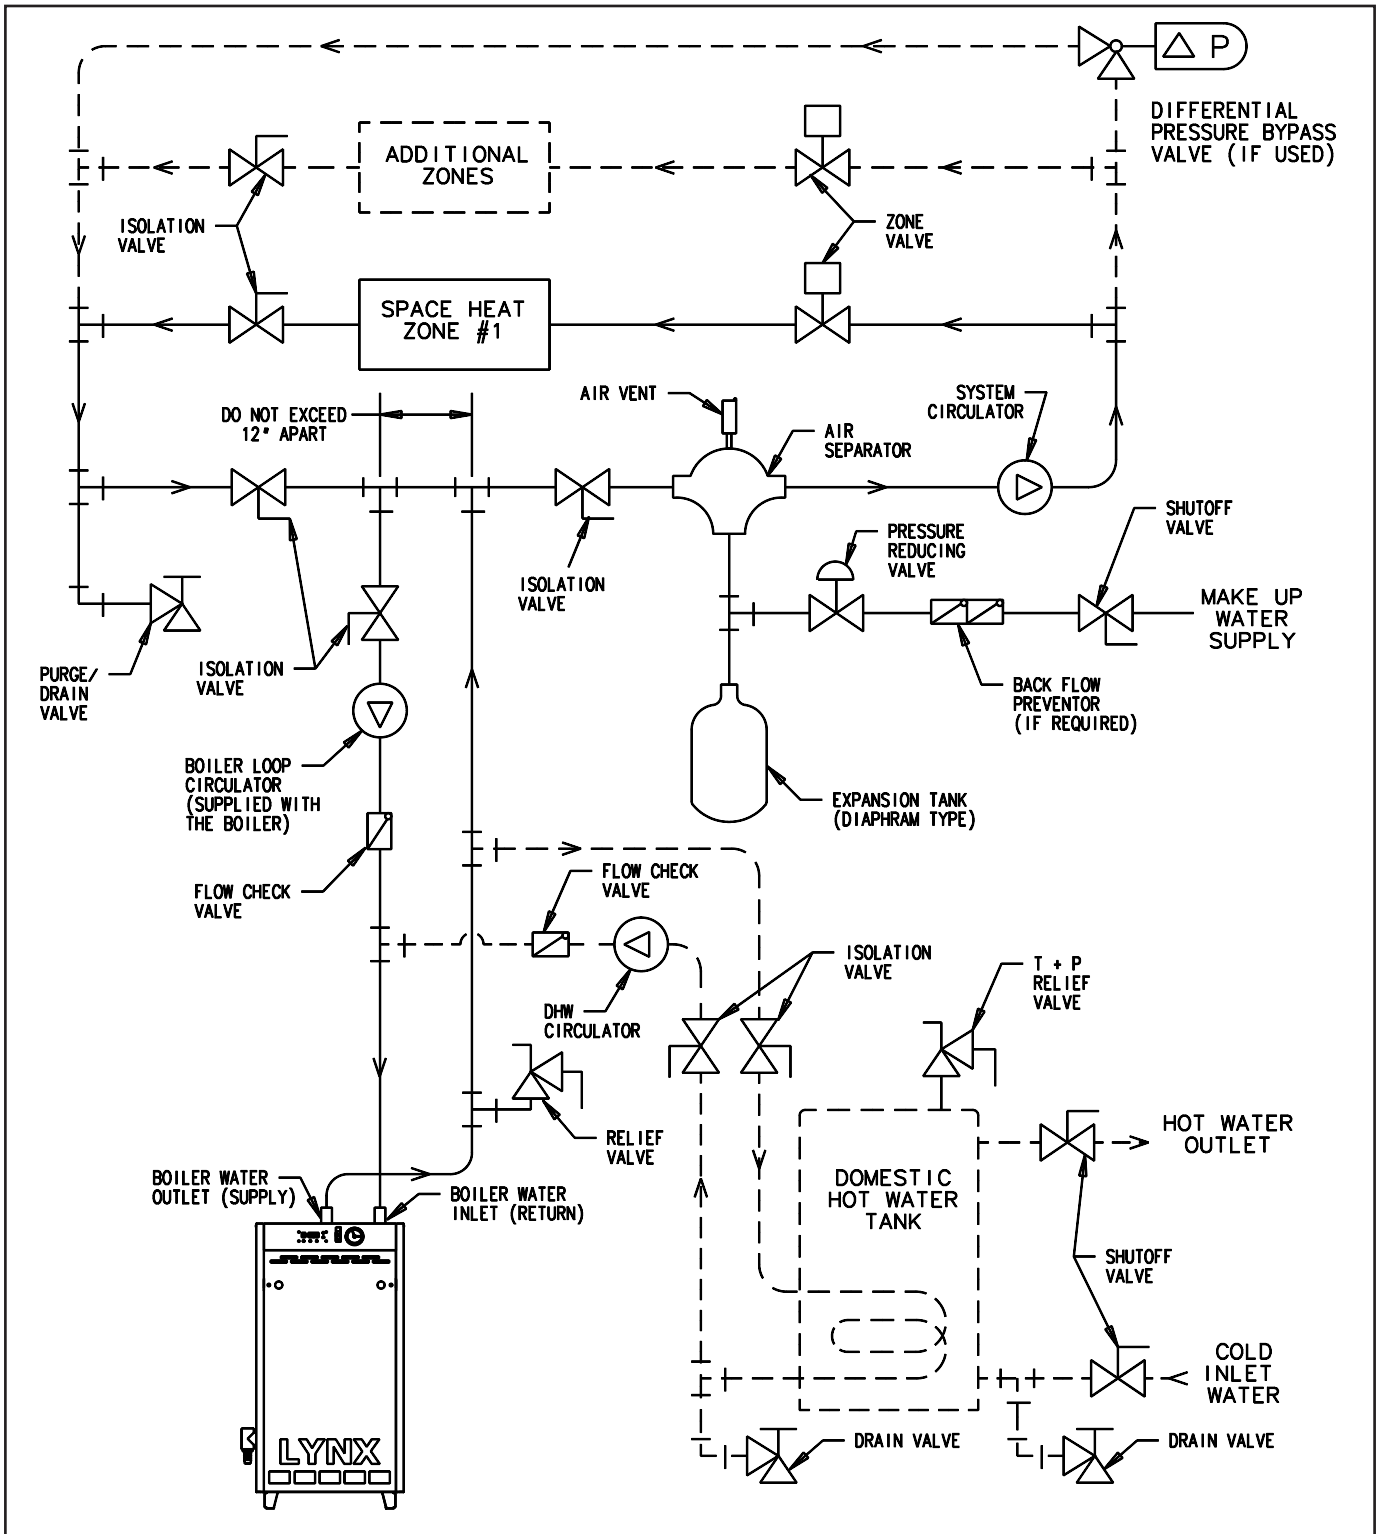 △ P
DIFFERENTIAL
PRESSURE BYPASS
VALVE (IF USED)
ADDITIONAL
ZONES
ISOLATION
VALVE
ZONE
VALVE
SPACE HEAT
ZONE #1
DO NOT EXCEED
12" APART
AIR VENT
AIR
SEPARATOR
SYSTEM
CIRCULATOR
SHUTOFF
VALVE
PRESSURE
REDUCING
VALVE
ISOLATION
VALVE
MAKE UP
WATER
SUPPLY
PURGE/
DRAIN
VALVE
ISOLATION
VALVE
BACK FLOW
PREVENTOR
(IF REQUIRED)
BOILER LOOP
CIRCULATOR
(SUPPLIED WITH
THE BOILER)
EXPANSION TANK
(DIAPHRAM TYPE)
FLOW CHECK
VALVE
FLOW CHECK
VALVE
ISOLATION
VALVE
T + P
RELIEF
VALVE
DHW
CIRCULATOR
RELIEF
VALVE
HOT WATER
OUTLET
BOILER WATER
OUTLET (SUPPLY)
BOILER WATER
INLET (RETURN)
DOMESTIC
HOT WATER
TANK
SHUTOFF
VALVE
COLD
INLET
WATER
LYNX
DRAIN VALVE
DRAIN VALVE